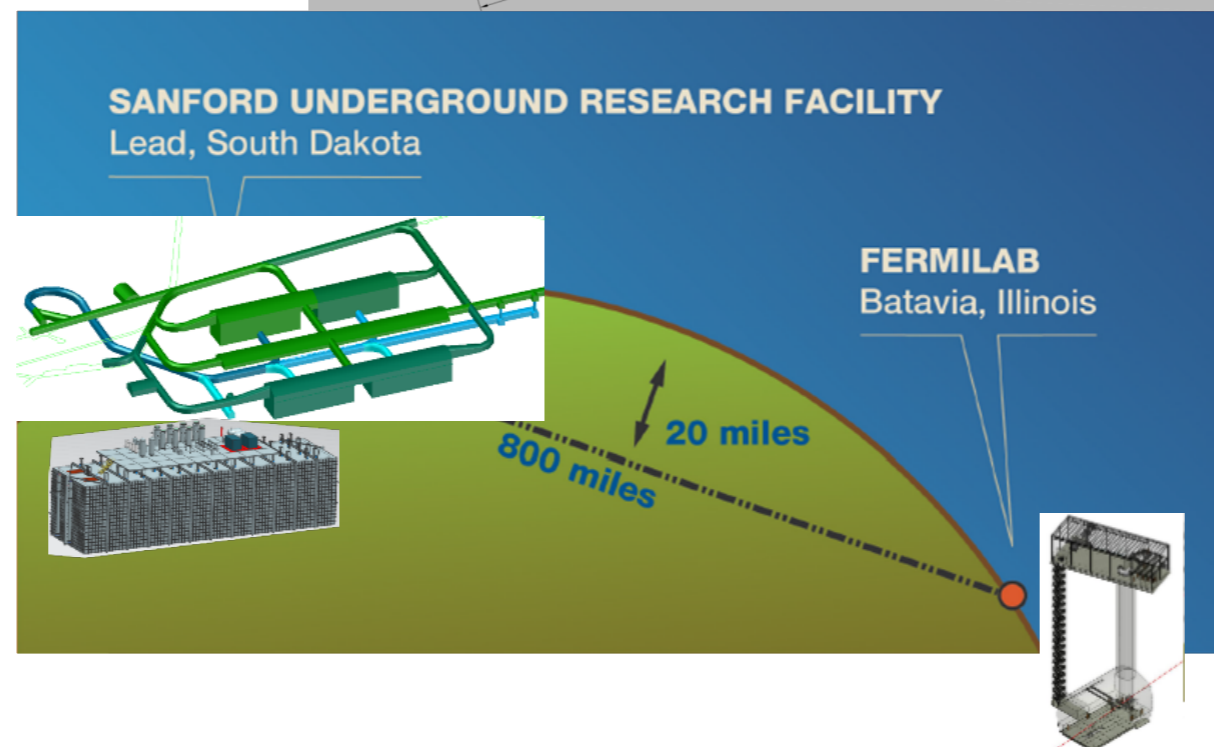 SANFORD UNDERGROUND RESEARCH FACILITY
Lead, South Dakota
FERMILAB
Batavia, Illinois
20 miles
800 miles